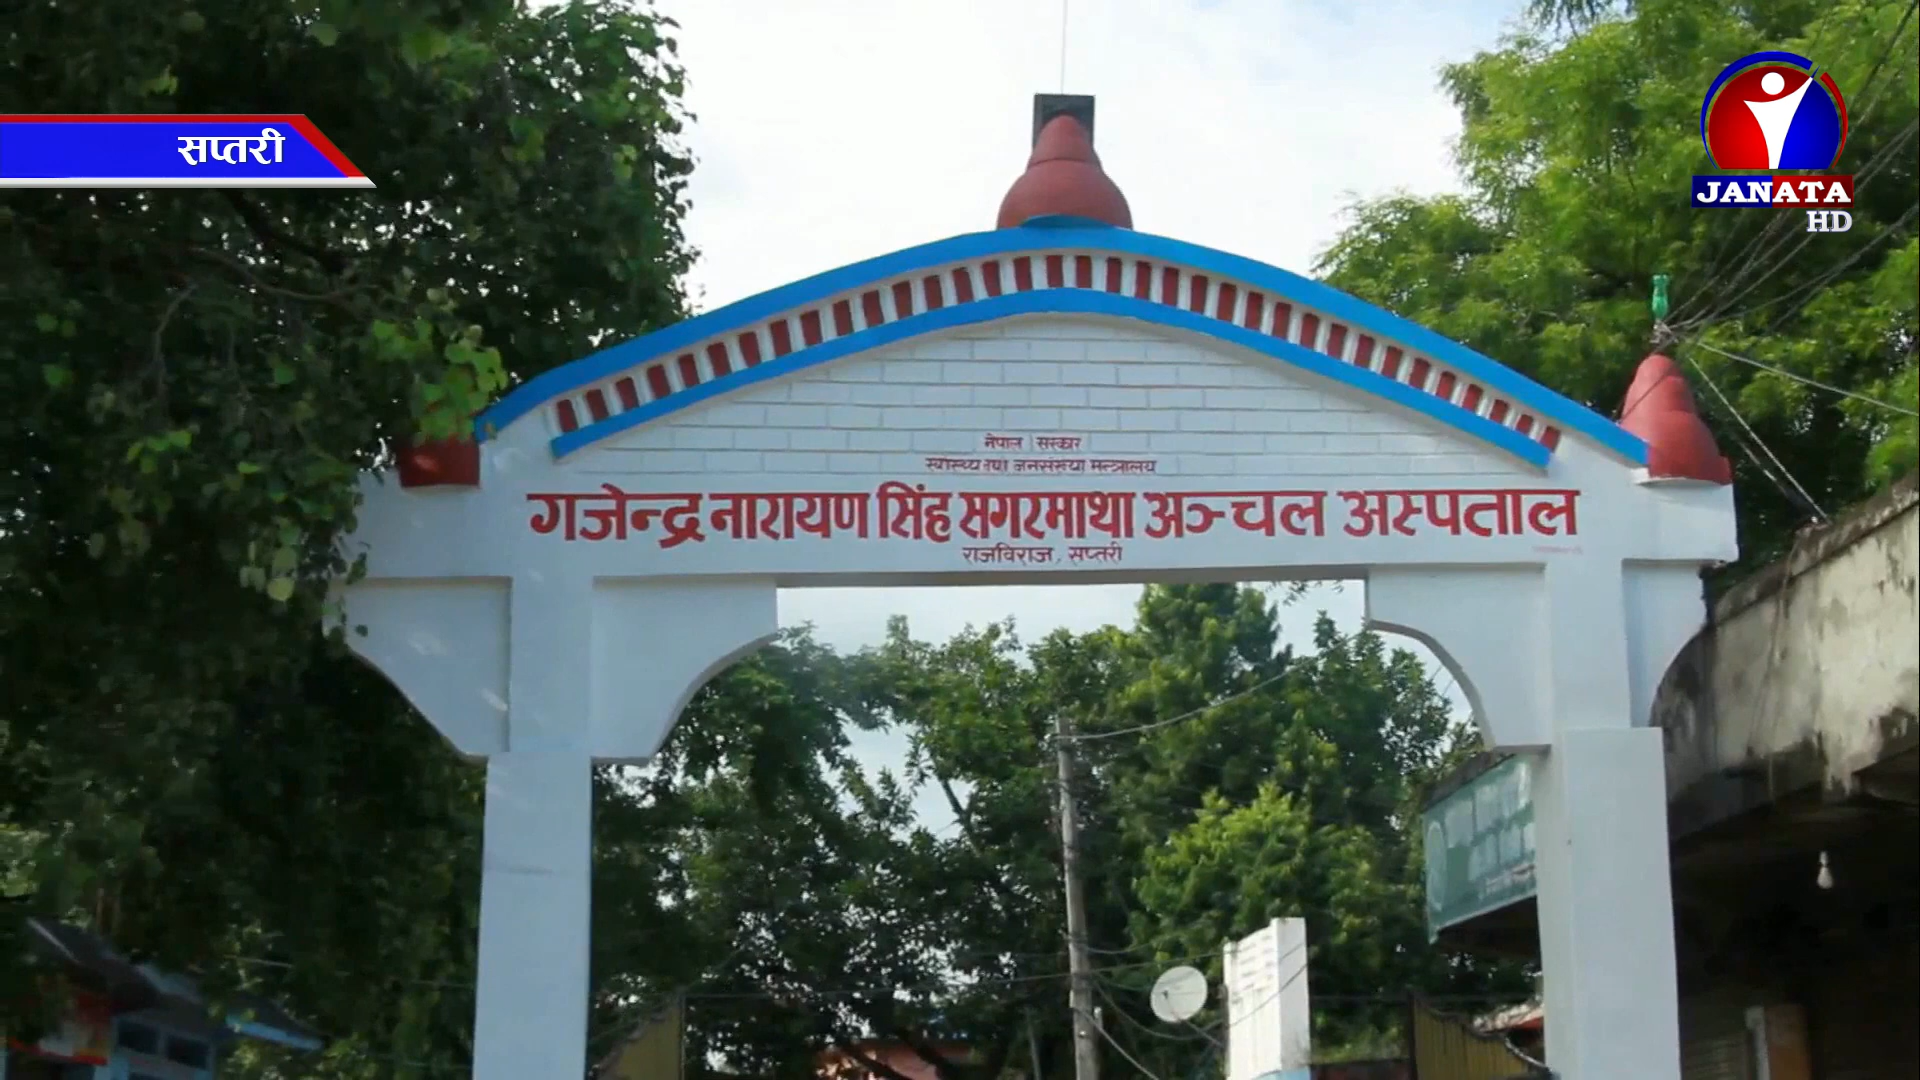 सप्तरी
JANATA
HD
नेपाल सरकार
स्वास्थ्य तथा जनसंख्या मन्त्रालय
गजेन्द्र नारायण सिंह सगरमाथा अञ्चल अस्पताल
राजविराज, सप्तरी